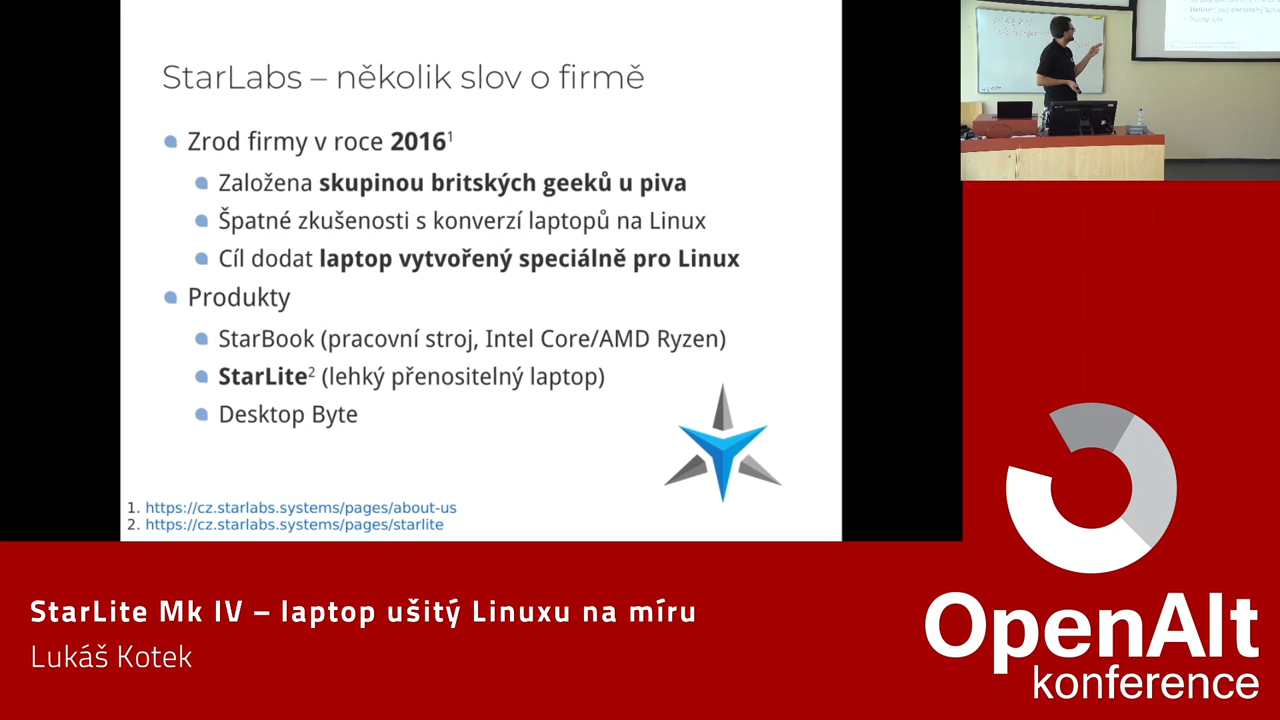 StarLabs – několik slov o firmě
Zrod firmy v roce 2016¹
Založena skupinou britských geeků u piva
Špatné zkušenosti s konverzí laptopů na Linux
Cíl dodat laptop vytvořený speciálně pro Linux
Produkty
StarBook (pracovní stroj, Intel Core/AMD Ryzen)
StarLite² (lehký přenositelný laptop)
Desktop Byte
1. https://cz.starlabs.systems/pages/about-us
2. https://cz.starlabs.systems/pages/starlite
StarLite Mk IV – laptop ušitý Linuxu na míru
Lukáš Kotek
OpenAlt
konference